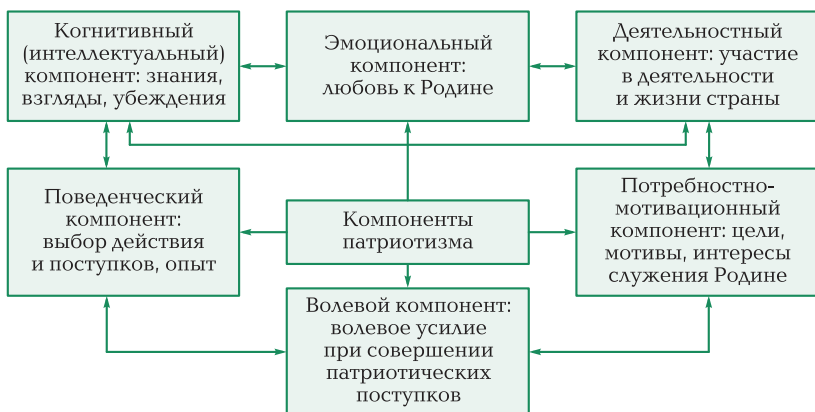 Когнитивный
(интеллектуальный)
компонент: знания,
взгляды, убеждения
Эмоциональный
компонент:
любовь к Родине
Деятельностный
компонент: участие
в деятельности
и жизни страны
Поведенческий
компонент:
выбор действия
и поступков, опыт
Компоненты
патриотизма
Потребностно-
мотивационный
компонент: цели,
мотивы, интересы
служения Родине
Волевой компонент:
волевое усилие
при совершении
патриотических
поступков